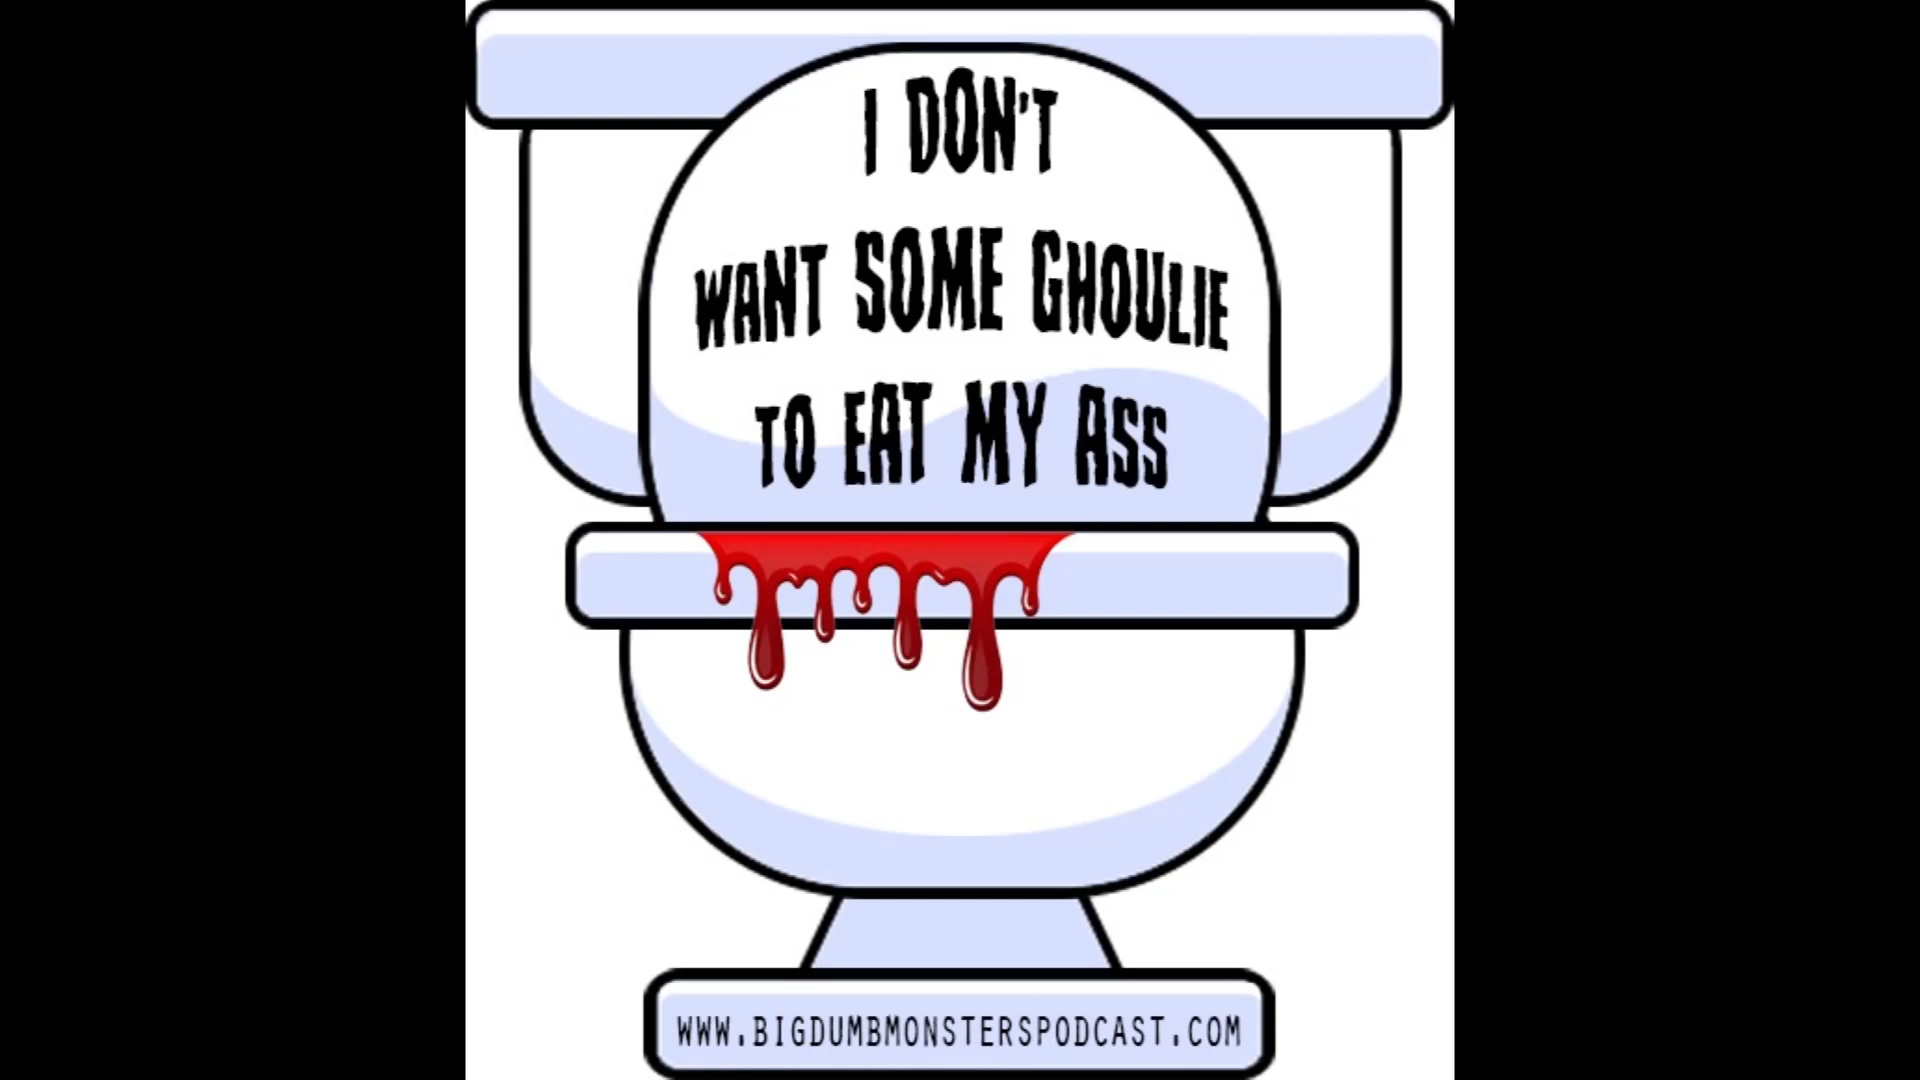 I DON'T
WANT SOME GHOULIE
TO EAT MY ASS
WWW.BIGDUMBMONSTERSPODCAST.COM